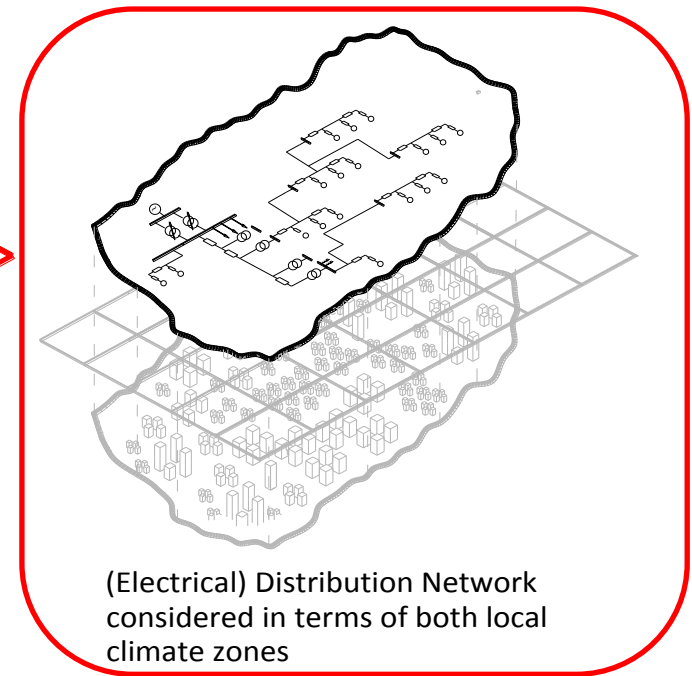 (Electrical) Distribution Network
considered in terms of both local
climate zones